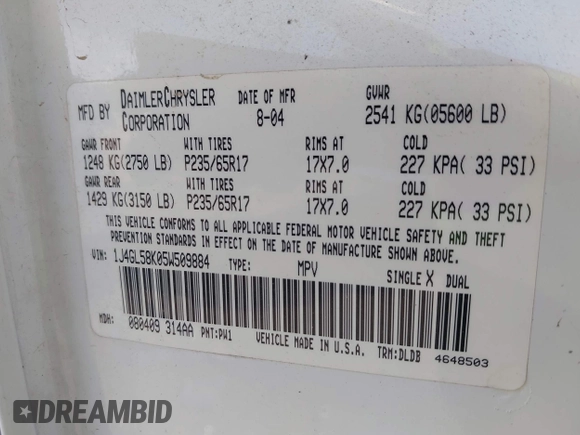 MFD BY DAIMLERCHRYSLER CORPORATION DATE OF MFR 8-04 GVWR 2541 KG(05600 LB)
GAWR FRONT WITH TIRES RIMS AT COLD
1248 KG(2750 LB) P235/65R17 17X7.0 227 KPA( 33 PSI)
GAWR REAR WITH TIRES RIMS AT COLD
1429 KG(3150 LB) P235/65R17 17X7.0 227 KPA( 33 PSI)
THIS VEHICLE CONFORMS TO ALL APPLICABLE FEDERAL MOTOR VEHICLE SAFETY AND THEFT
PREVENTION STANDARDS IN EFFECT ON THE DATE OF MANUFACTURE SHOWN ABOVE.
VIN: 1J4GL58K05W509884 TYPE: MPV SINGLE X DUAL
MDH: 080409 314AA PNT:PW1 VEHICLE MADE IN U.S.A. TRM:DLDB 4648503
DREAMBID